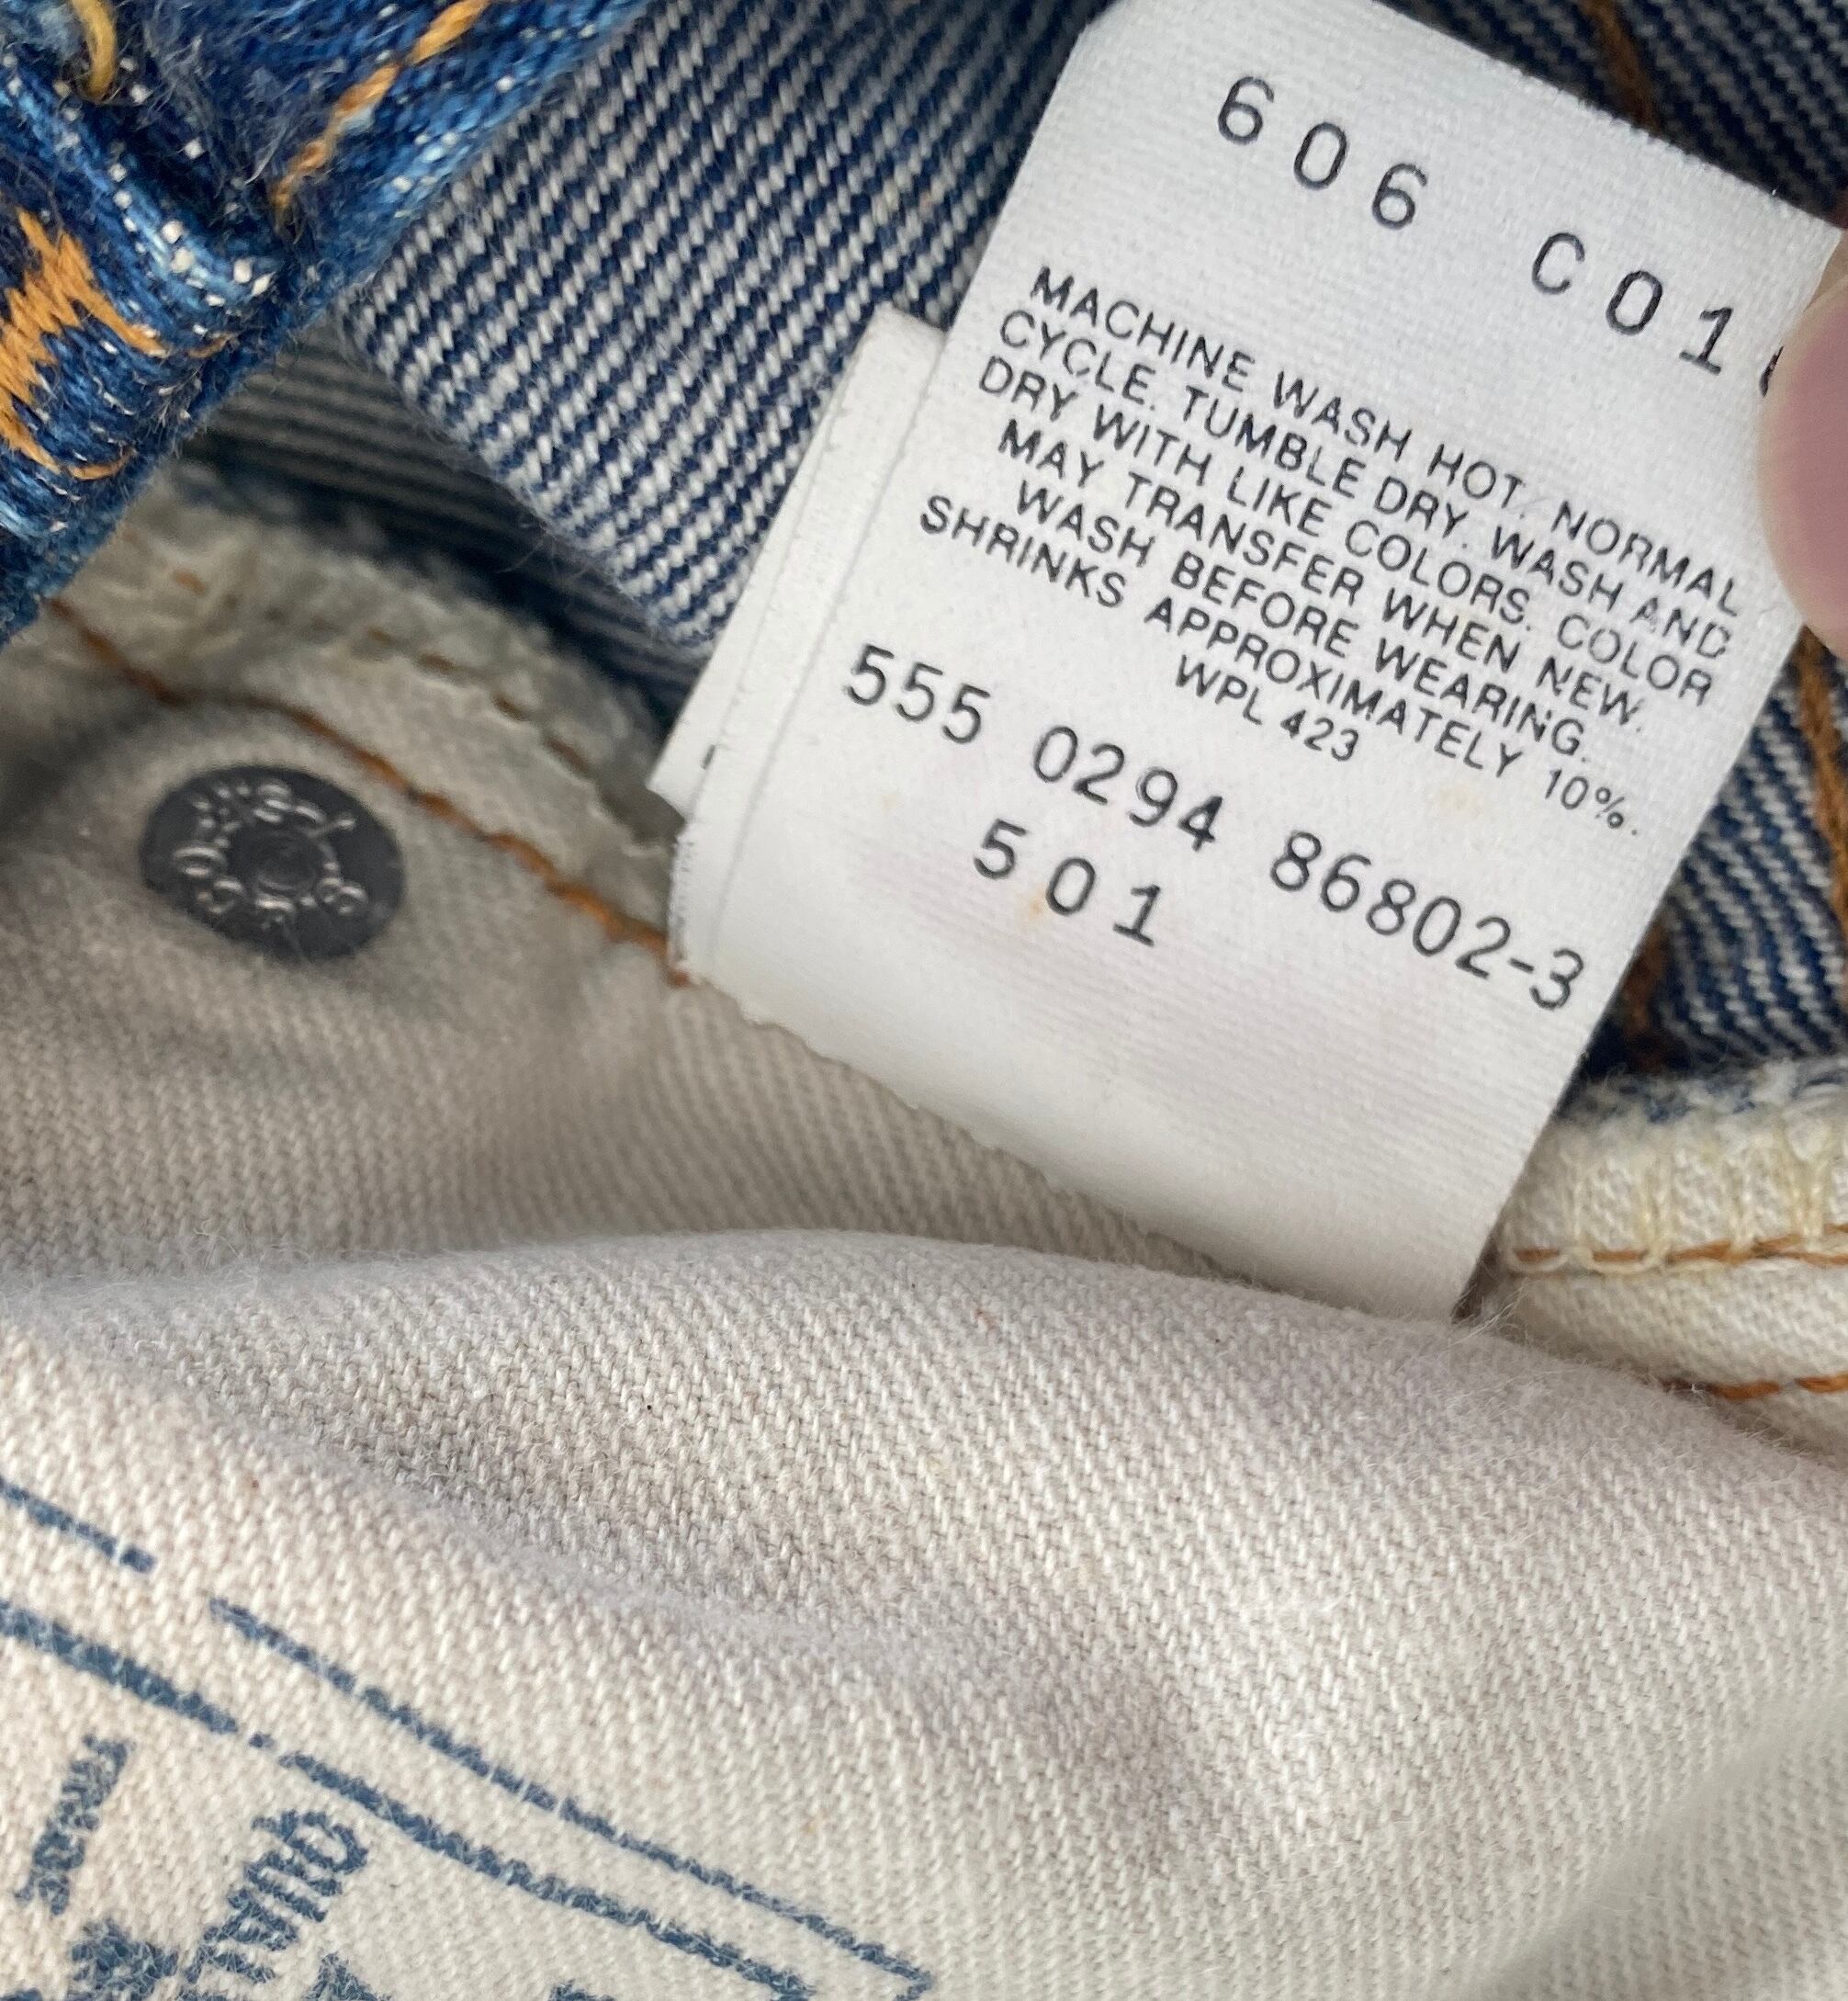 606 C01
MACHINE WASH HOT. NORMAL
CYCLE. TUMBLE DRY. WASH AND
DRY WITH LIKE COLORS. COLOR
MAY TRANSFER WHEN NEW.
WASH BEFORE WEARING.
SHRINKS APPROXIMATELY 10%.
WPL 423
555 0294 86802-3
501